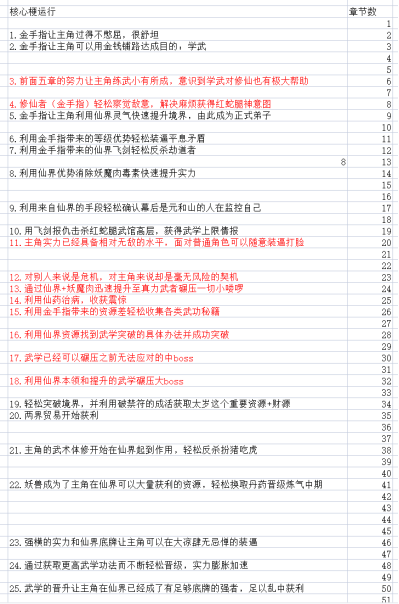 核心梗运行 章节数
1
1.金手指让主角过得不憋屈，很舒坦 2
2.金手指让主角可以用金钱铺路达成目的，学武 3
4
5
3.前面五章的努力让主角练武小有所成，意识到学武对修仙也有极大帮助 6
7
4.修仙者（金手指）轻松察觉敌意，解决麻烦获得红蛇腿神意图 8
5.金手指让主角利用仙界灵气快速提升境界，由此成为正式弟子 9
10
6.利用金手指带来的等级优势轻松装逼平息矛盾 11
7.利用金手指带来的仙界飞剑轻松反杀劫道者 12
8 13
8.利用仙界优势消除妖魔肉毒素快速提升实力 14
15
16
9.利用来自仙界的手段轻松确认幕后是元和山的人在监控自己 17
18
10.用飞剑报仇击杀红蛇腿武馆高层，获得武学上限情报 19
11.主角实力已经具备相对无敌的水平，面对普通角色可以随意装逼打脸 20
21
22
12.对别人来说是危机，对主角来说却是毫无风险的契机 23
13.通过仙界+妖魔肉迅速提升至真力武者碾压一切小喽啰 24
14.利用仙药治病，收获震惊 25
15.利用金手指带来的资源差轻松收集各类武功秘籍 26
27
16.利用仙界资源找到武学突破的具体办法并成功突破 28
29
17.武学已经可以碾压之前无法应对的中boss 30
31
18.利用仙界本领和提升的武学碾压大boss 32
33
19.轻松突破境界，并利用破禁符的成活获取太岁这个重要资源+财源 34
20.两界贸易开始获利 35
36
37
21.主角的武术体修开始在仙界起到作用，轻松反杀扮猪吃虎 38
39
40
22.妖兽成为了主角在仙界可以大量获利的资源，轻松换取丹药晋级炼气中期 41
42
43
44
45
23.强横的实力和仙界底牌让主角可以在大凉肆无忌惮的装逼 46
47
24.通过获取更高武学功法而不断轻松晋级，实力膨胀加速 48
49
25.武学的晋升让主角在仙界已经成了有足够底牌的强者，足以乱中获利 50
51